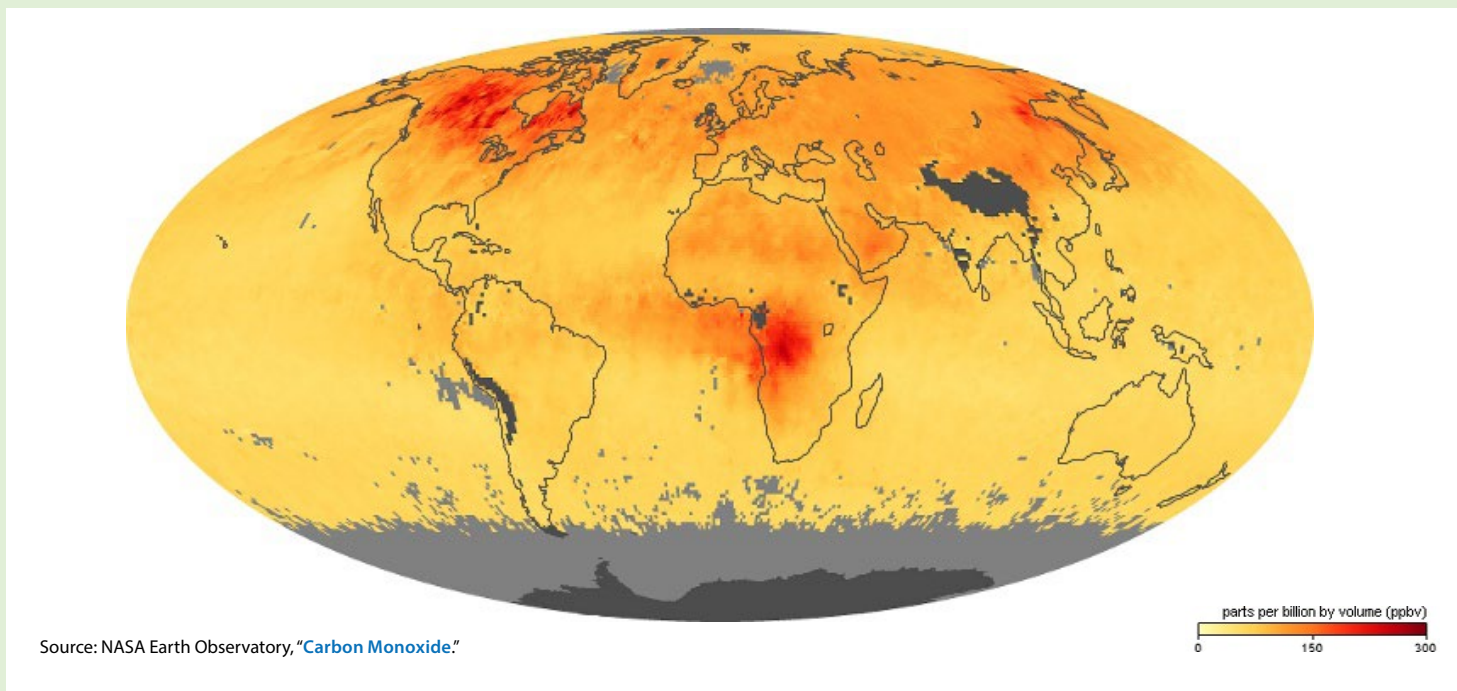 parts per billion by volume (ppbv)
0 150 300
Source: NASA Earth Observatory, “Carbon Monoxide.”